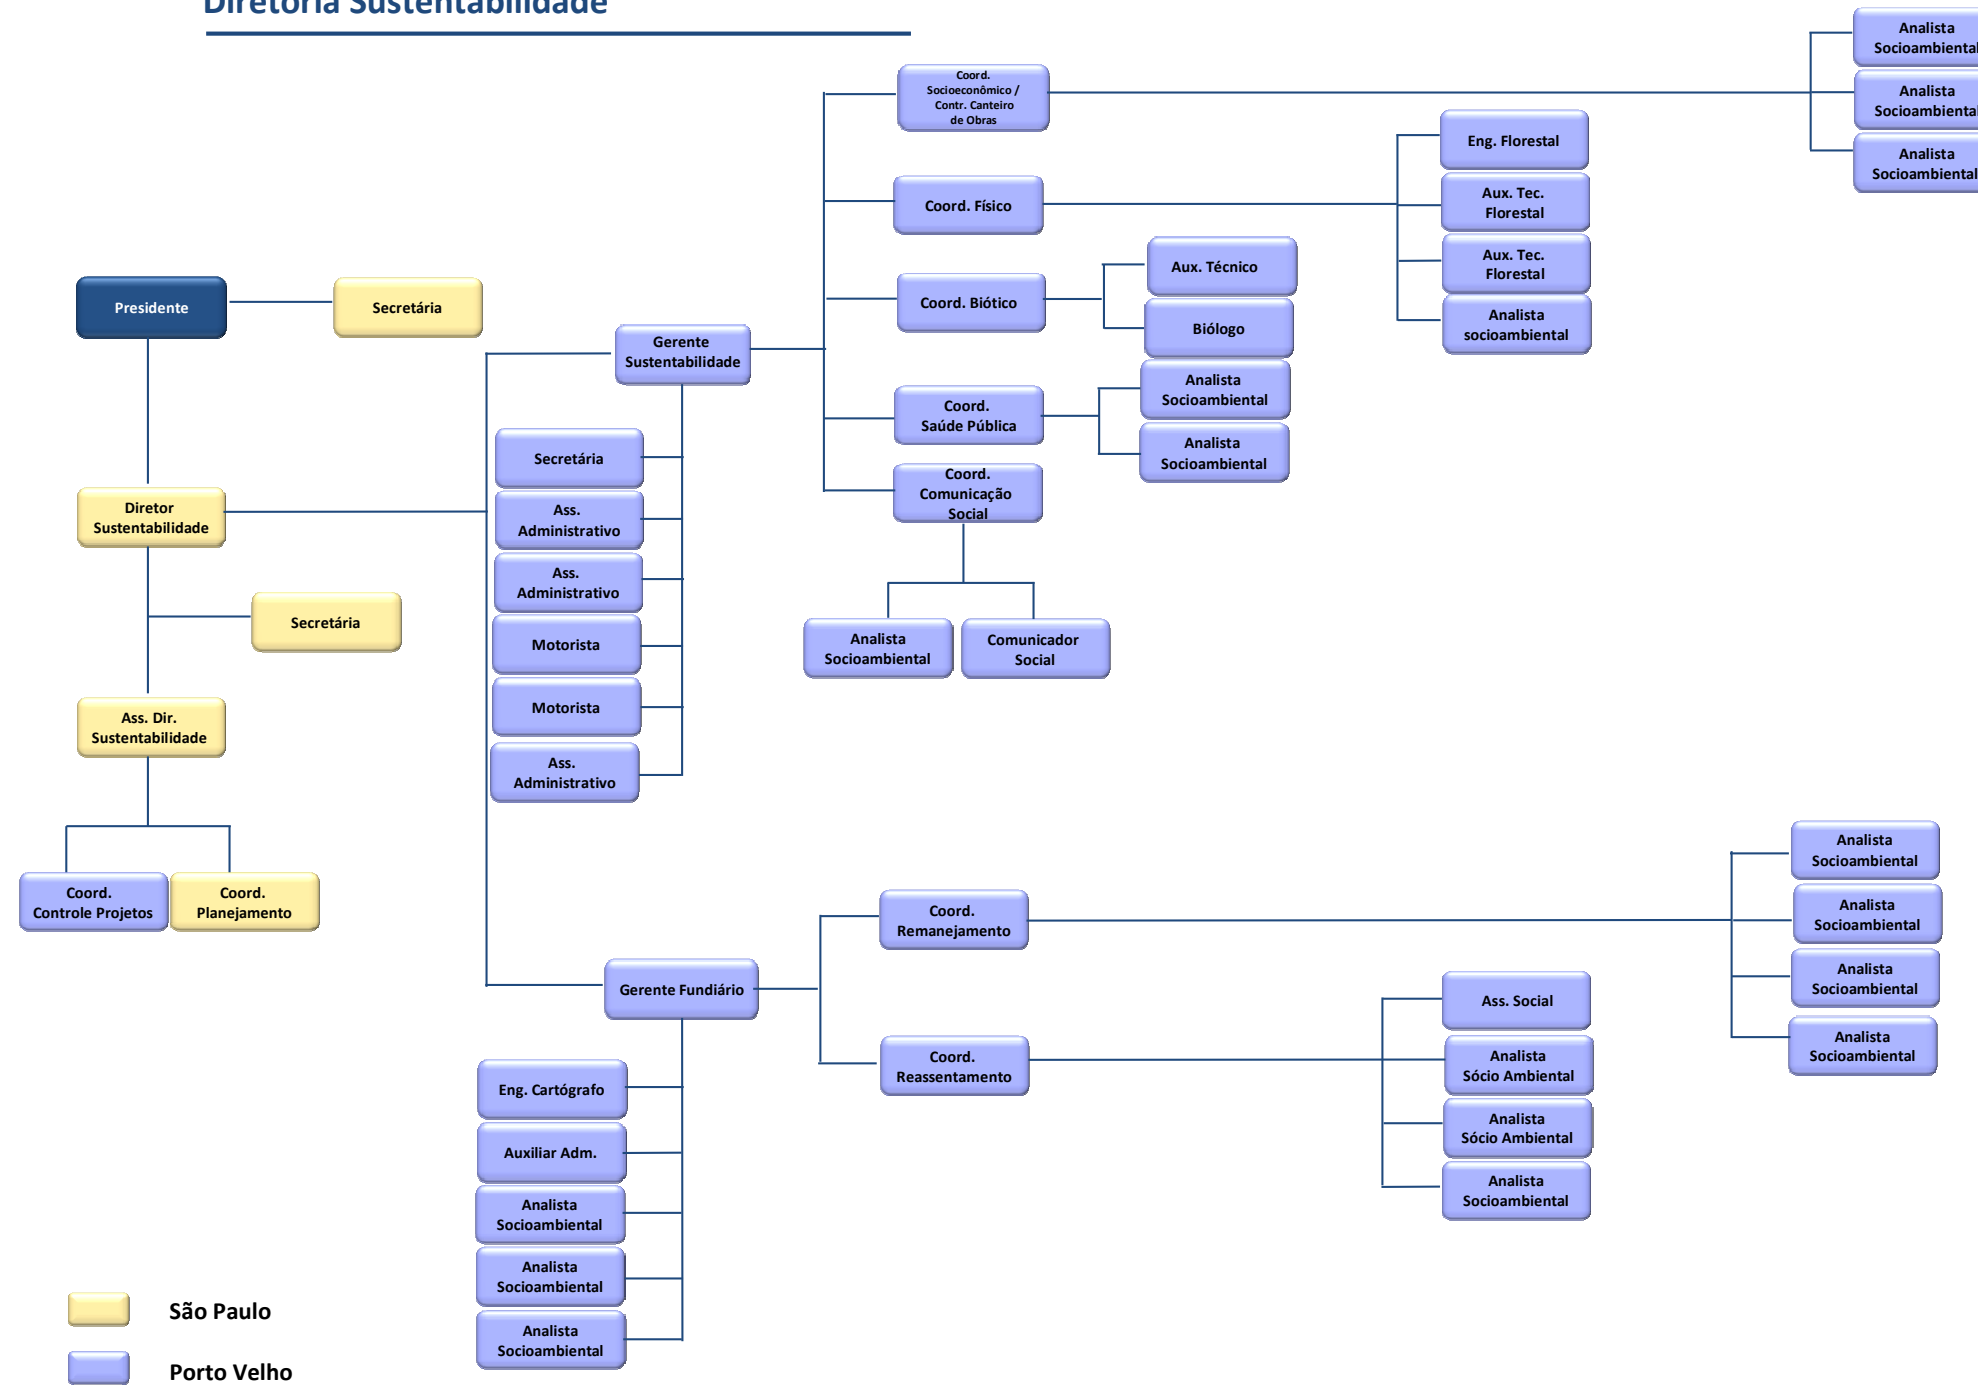 Diretoria Sustentabilidade
Presidente
Secretária
Diretor
Sustentabilidade
Secretária
Ass. Dir.
Sustentabilidade
Coord.
Controle Projetos
Coord.
Planejamento
Gerente
Sustentabilidade
Secretária
Ass.
Administrativo
Ass.
Administrativo
Motorista
Motorista
Ass.
Administrativo
Coord.
Socioeconômico /
Contr. Canteiro
de Obras
Analista
Socioambiental
Analista
Socioambiental
Analista
Socioambiental
Coord. Físico
Eng. Florestal
Aux. Tec.
Florestal
Aux. Tec.
Florestal
Analista
socioambiental
Coord. Biótico
Aux. Técnico
Biólogo
Coord.
Saúde Pública
Analista
Socioambiental
Analista
Socioambiental
Coord.
Comunicação
Social
Analista
Socioambiental
Comunicador
Social
Gerente Fundiário
Eng. Cartógrafo
Auxiliar Adm.
Analista
Socioambiental
Analista
Socioambiental
Analista
Socioambiental
Coord.
Remanejamento
Analista
Socioambiental
Analista
Socioambiental
Analista
Socioambiental
Analista
Socioambiental
Coord.
Reassentamento
Ass. Social
Analista
Sócio Ambiental
Analista
Sócio Ambiental
Analista
Socioambiental
São Paulo
Porto Velho